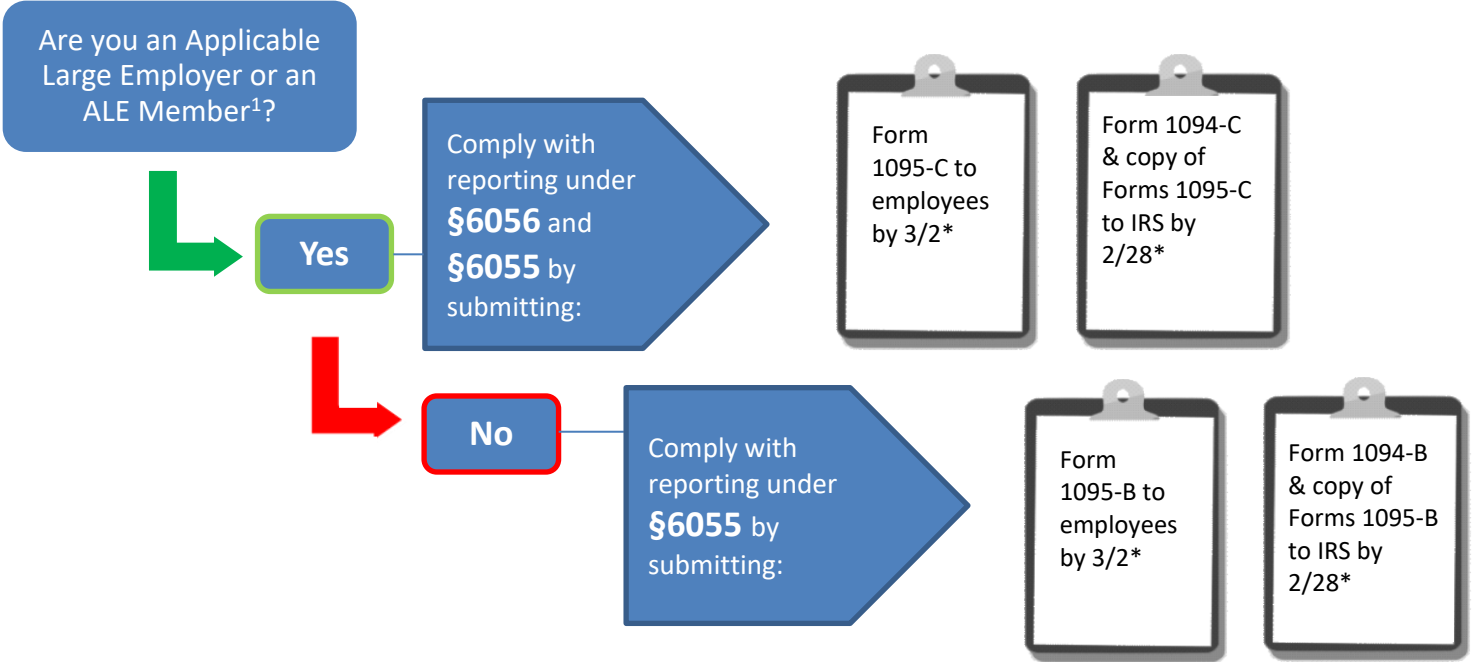 Are you an Applicable
Large Employer or an
ALE Member¹?
Yes
Comply with
reporting under
§6056 and
§6055 by
submitting:
Form
1095-C to
employees
by 3/2*
Form 1094-C
& copy of
Forms 1095-C
to IRS by
2/28*
No
Comply with
reporting under
§6055 by
submitting:
Form
1095-B to
employees
by 3/2*
Form 1094-B
& copy of
Forms 1095-B
to IRS by
2/28*